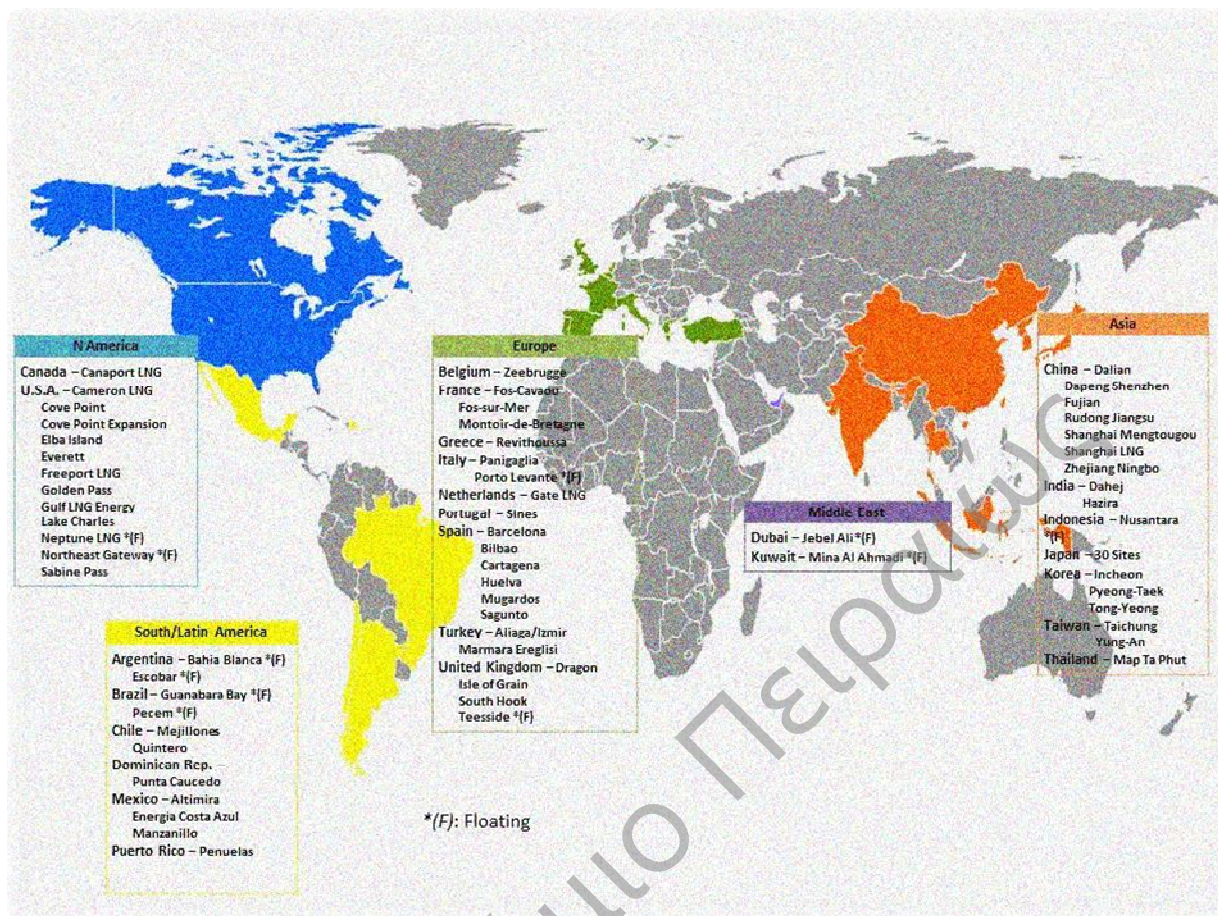 N America
Canada – Canaport LNG
U.S.A. – Cameron LNG
Cove Point
Cove Point Expansion
Elba Island
Everett
Freeport LNG
Golden Pass
Gulf LNG Energy
Lake Charles
Neptune LNG *(F)
Northeast Gateway *(F)
Sabine Pass
South/Latin America
Argentina – Bahia Blanca *(F)
Escobar *(F)
Brazil – Guanabara Bay *(F)
Pecem *(F)
Chile – Mejillones
Quintero
Dominican Rep.
Punta Caucedo
Mexico – Altimira
Energia Costa Azul
Manzanillo
Puerto Rico – Penuelas
Europe
Belgium – Zeebrugge
France – Fos-Cavaou
Fos-sur-Mer
Montoir-de-Bretagne
Greece – Revithoussa
Italy – Panigaglia
Porto Levante *(F)
Netherlands – Gate LNG
Portugal – Sines
Spain – Barcelona
Bilbao
Cartagena
Huelva
Mugardos
Sagunto
Turkey – Aliaga/Izmir
Marmara Ereglisi
United Kingdom – Dragon
Isle of Grain
South Hook
Teesside *(F)
Middle East
Dubai – Jebel Ali *(F)
Kuwait – Mina Al Ahmadi *(F)
Asia
China – Dalian
Dapeng Shenzhen
Fujian
Rudong Jiangsu
Shanghai Mengtougou
Shanghai LNG
Zhejiang Ningbo
India – Dahej
Hazira
Indonesia – Nusantara
*(F)
Japan – 30 Sites
Korea – Incheon
Pyeong-Taek
Tong-Yeong
Taiwan – Taichung
Yung-An
Thailand – Map Ta Phut
*(F): Floating
Πειραιώς